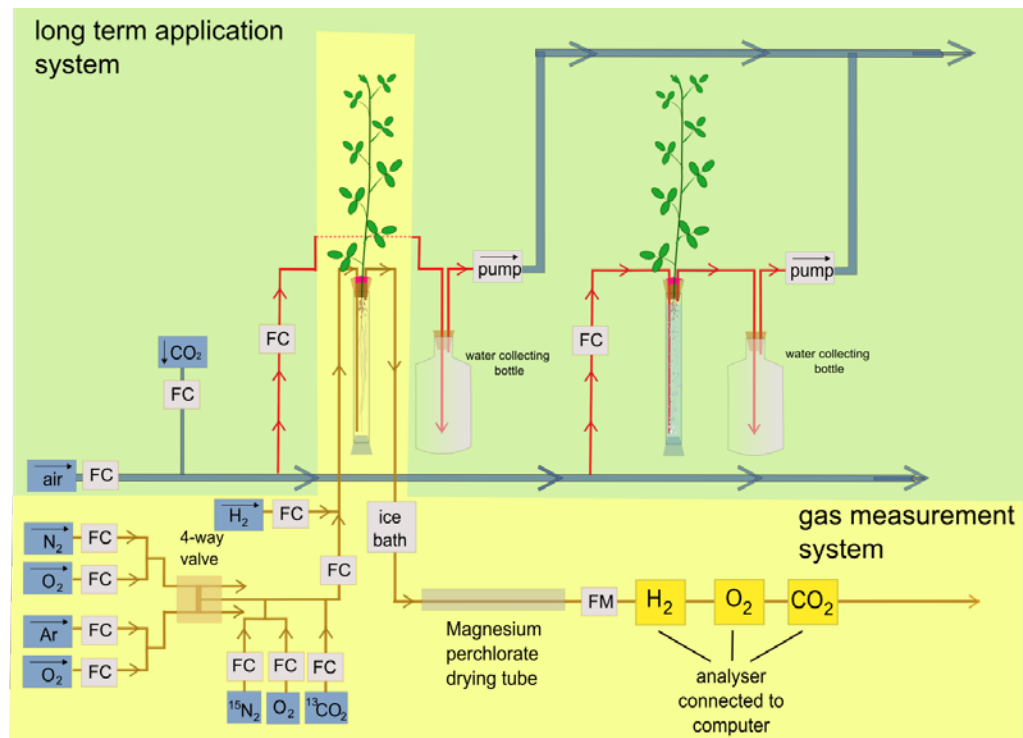 long term application
system
pump
pump
FC
FC
water collecting
bottle
water collecting
bottle
CO₂
FC
air
FC
H₂
FC
ice
bath
gas measurement
system
N₂
FC
4-way
valve
O₂
FC
FC
Ar
FC
O₂
FC
FC
FC
FC
¹⁵N₂
O₂
¹³CO₂
Magnesium
perchlorate
drying tube
FM
H₂
O₂
CO₂
analyser
connected to
computer